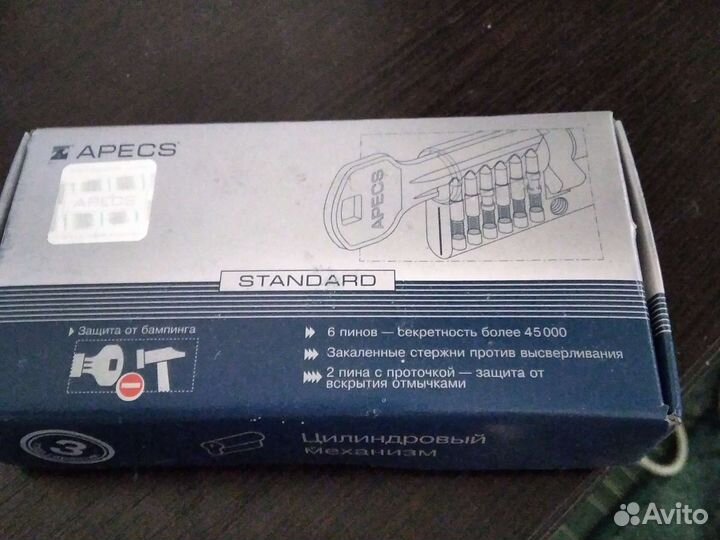 APECS
APECS
APECS
STANDARD
Защита от бампинга
6 пинов — секретность более 45000
Закаленные стержни против высверливания
2 пина с проточкой — защита от
вскрытия отмычками
3
Цилиндровый
механизм
Avito